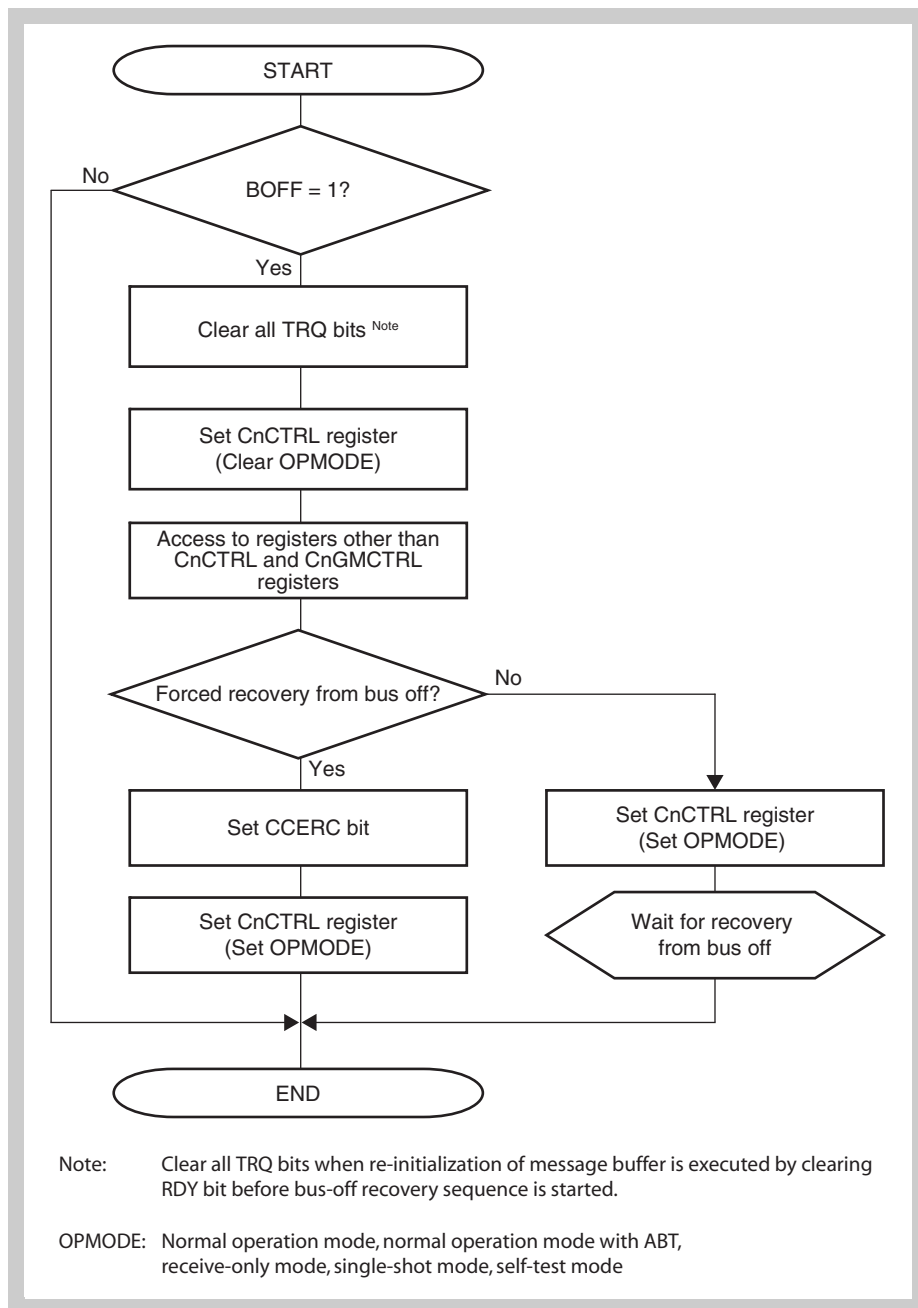 START
No
BOFF = 1?
Yes
Clear all TRQ bits Note
Set CnCTRL register
(Clear OPMODE)
Access to registers other than
CnCTRL and CnGMCTRL
registers
Forced recovery from bus off?
No
Yes
Set CCERC bit
Set CnCTRL register
(Set OPMODE)
Set CnCTRL register
(Set OPMODE)
Wait for recovery
from bus off
END
Note: Clear all TRQ bits when re-initialization of message buffer is executed by clearing
RDY bit before bus-off recovery sequence is started.
OPMODE: Normal operation mode, normal operation mode with ABT,
receive-only mode, single-shot mode, self-test mode